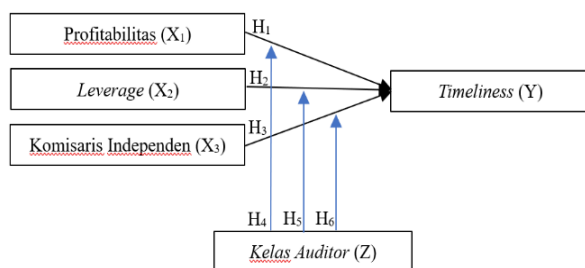 Profitabilitas (X₁)
H₁
Leverage (X₂)
H₂
Timeliness (Y)
Komisaris Independen (X₃)
H₃
H₄ H₅ H₆
Kelas Auditor (Z)